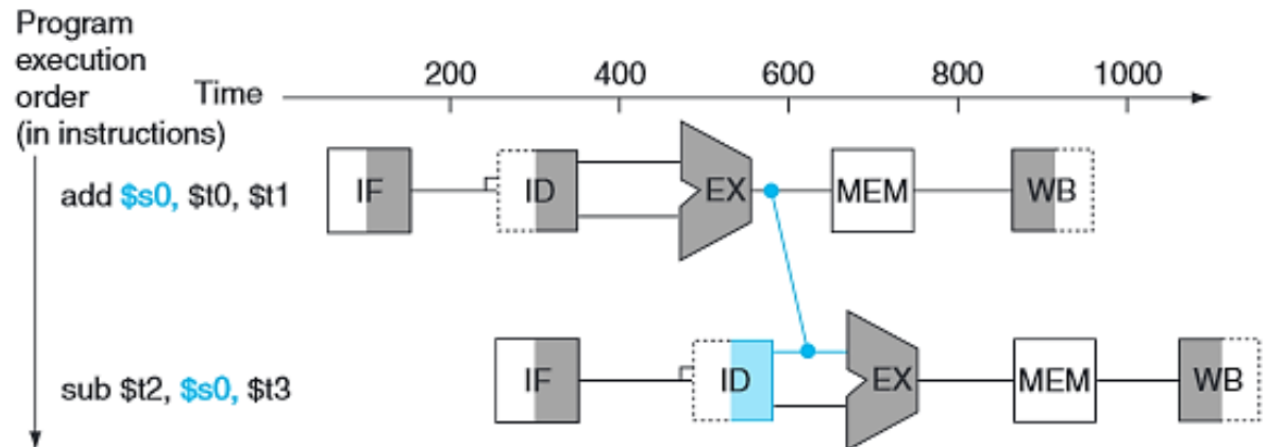 Program
execution
order
(in instructions)
Time
200 400 600 800 1000
add $s0, $t0, $t1
IF ID EX MEM WB
sub $t2, $s0, $t3
IF ID EX MEM WB